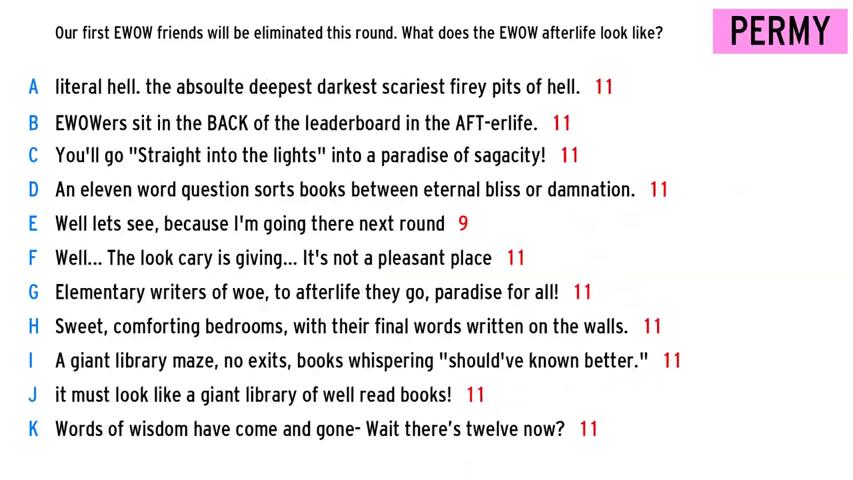 Our first EWOW friends will be eliminated this round. What does the EWOW afterlife look like?
PERMY
A literal hell. the absoulte deepest darkest scariest firey pits of hell. 11
B EWOWers sit in the BACK of the leaderboard in the AFT-erlife. 11
C You'll go "Straight into the lights" into a paradise of sagacity! 11
D An eleven word question sorts books between eternal bliss or damnation. 11
E Well lets see, because I'm going there next round 9
F Well... The look cary is giving... It's not a pleasant place 11
G Elementary writers of woe, to afterlife they go, paradise for all! 11
H Sweet, comforting bedrooms, with their final words written on the walls. 11
I A giant library maze, no exits, books whispering "should've known better." 11
J it must look like a giant library of well read books! 11
K Words of wisdom have come and gone- Wait there's twelve now? 11